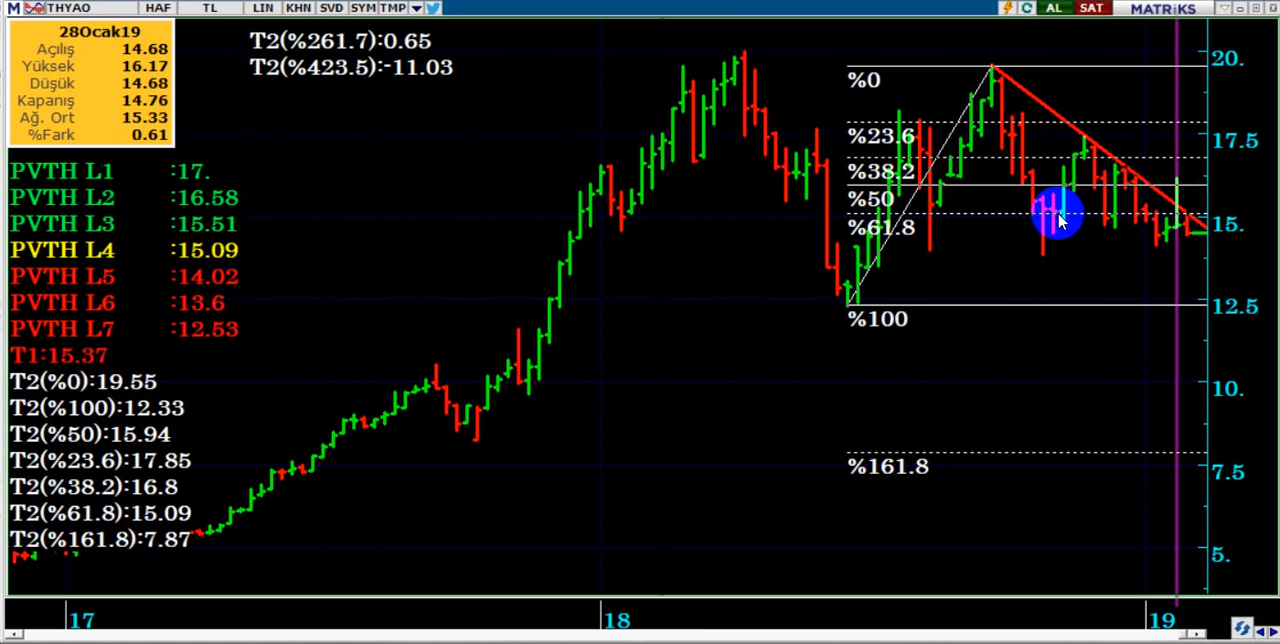 M THYAO HAF TL LIN KHN SVD SYM TMP AL SAT MATRIKS
28Ocak19
Açılış 14.68
Yüksek 16.17
Düşük 14.68
Kapanış 14.76
Ağ. Ort 15.33
%Fark 0.61
T2(%261.7):0.65
T2(%423.5):-11.03
PVTH L1 :17.
PVTH L2 :16.58
PVTH L3 :15.51
PVTH L4 :15.09
PVTH L5 :14.02
PVTH L6 :13.6
PVTH L7 :12.53
T1:15.37
T2(%0):19.55
T2(%100):12.33
T2(%50):15.94
T2(%23.6):17.85
T2(%38.2):16.8
T2(%61.8):15.09
T2(%161.8):7.87
%0
%23.6
%38.2
%50
%61.8
%100
%161.8
20.
17.5
15.
12.5
10.
7.5
5.
17 18 19